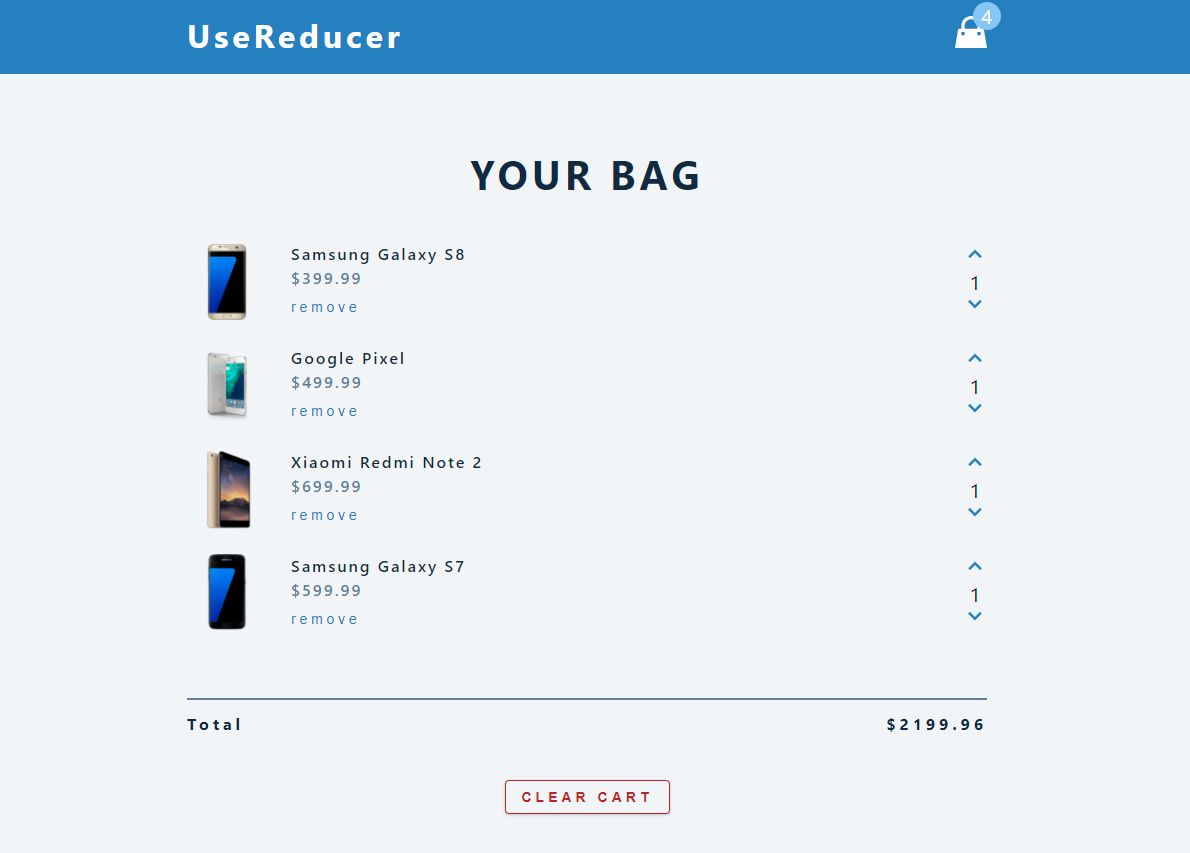 UseReducer
4
YOUR BAG
Samsung Galaxy S8
$399.99
remove
1
Google Pixel
$499.99
remove
1
Xiaomi Redmi Note 2
$699.99
remove
1
Samsung Galaxy S7
$599.99
remove
1
Total $2199.96
CLEAR CART